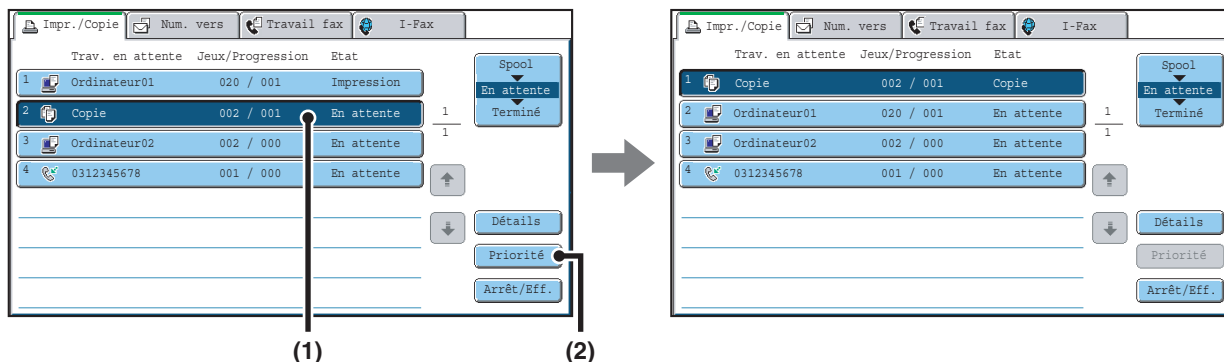 Impr./Copie Num. vers Travail fax I-Fax
Trav. en attente Jeux/Progression Etat
1 Ordinateur01 020 / 001 Impression
2 Copie 002 / 001 En attente
3 Ordinateur02 002 / 000 En attente
4 0312345678 001 / 000 En attente
1
1
Spool
En attente
Terminé
Détails
Priorité
Arrêt/Eff.
(1)
(2)
Impr./Copie Num. vers Travail fax I-Fax
Trav. en attente Jeux/Progression Etat
1 Copie 002 / 001 Copie
2 Ordinateur01 020 / 001 En attente
3 Ordinateur02 002 / 000 En attente
4 0312345678 001 / 000 En attente
1
1
Spool
En attente
Terminé
Détails
Priorité
Arrêt/Eff.